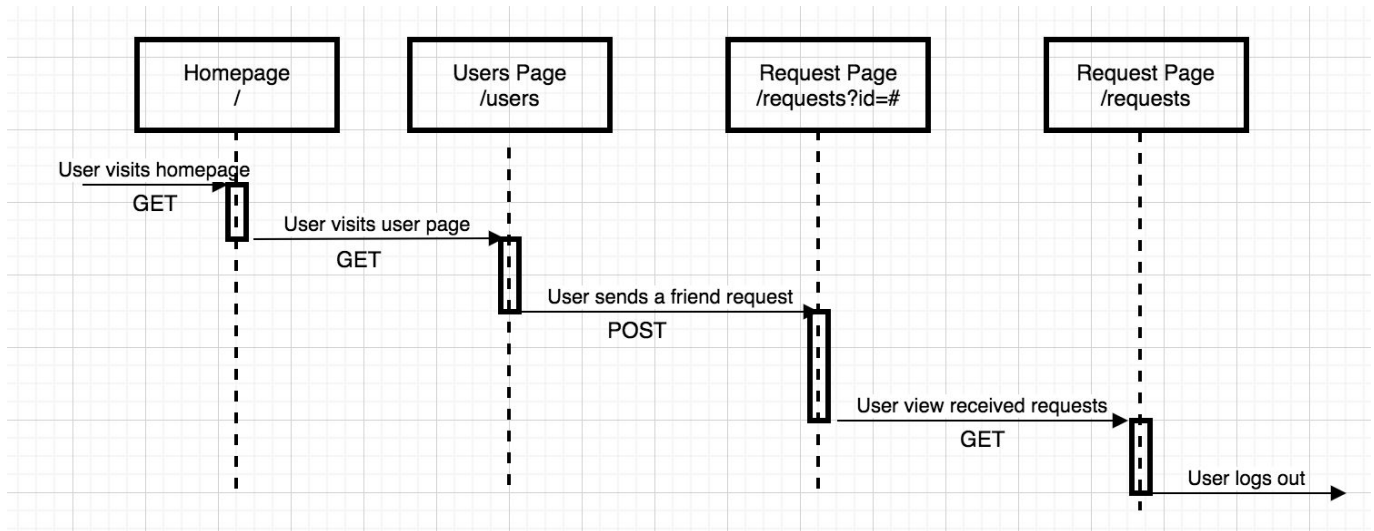 Homepage
/
Users Page
/users
Request Page
/requests?id=#
Request Page
/requests
User visits homepage
GET
User visits user page
GET
User sends a friend request
POST
User view received requests
GET
User logs out